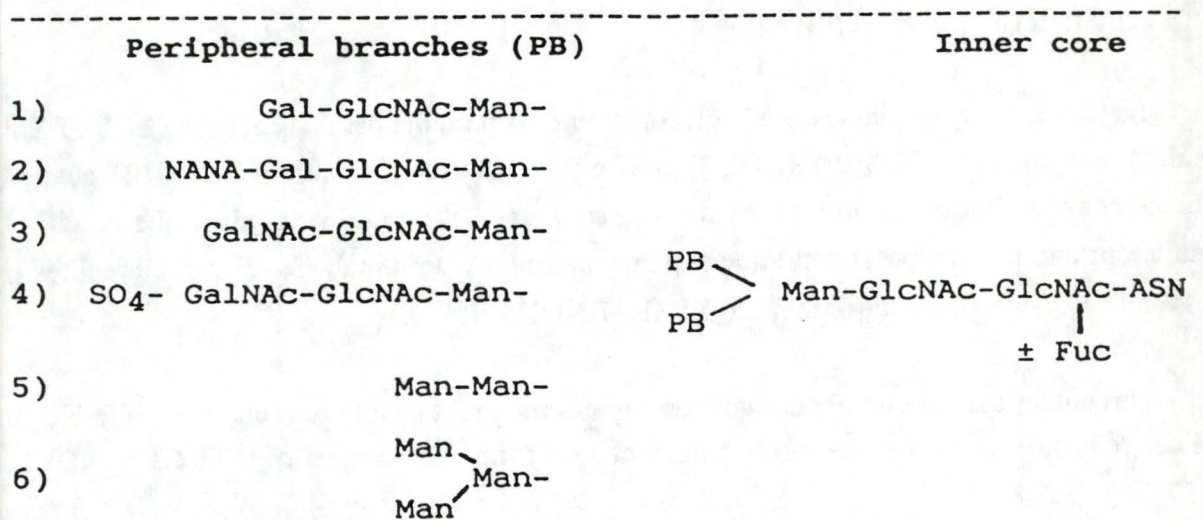 Peripheral branches (PB) Inner core
1) Gal-GlcNAc-Man-
2) NANA-Gal-GlcNAc-Man-
3) GalNAc-GlcNAc-Man-
PB
4) SO4- GalNAc-GlcNAc-Man- Man-GlcNAc-GlcNAc-ASN
PB
± Fuc
5) Man-Man-
Man
6) Man-
Man